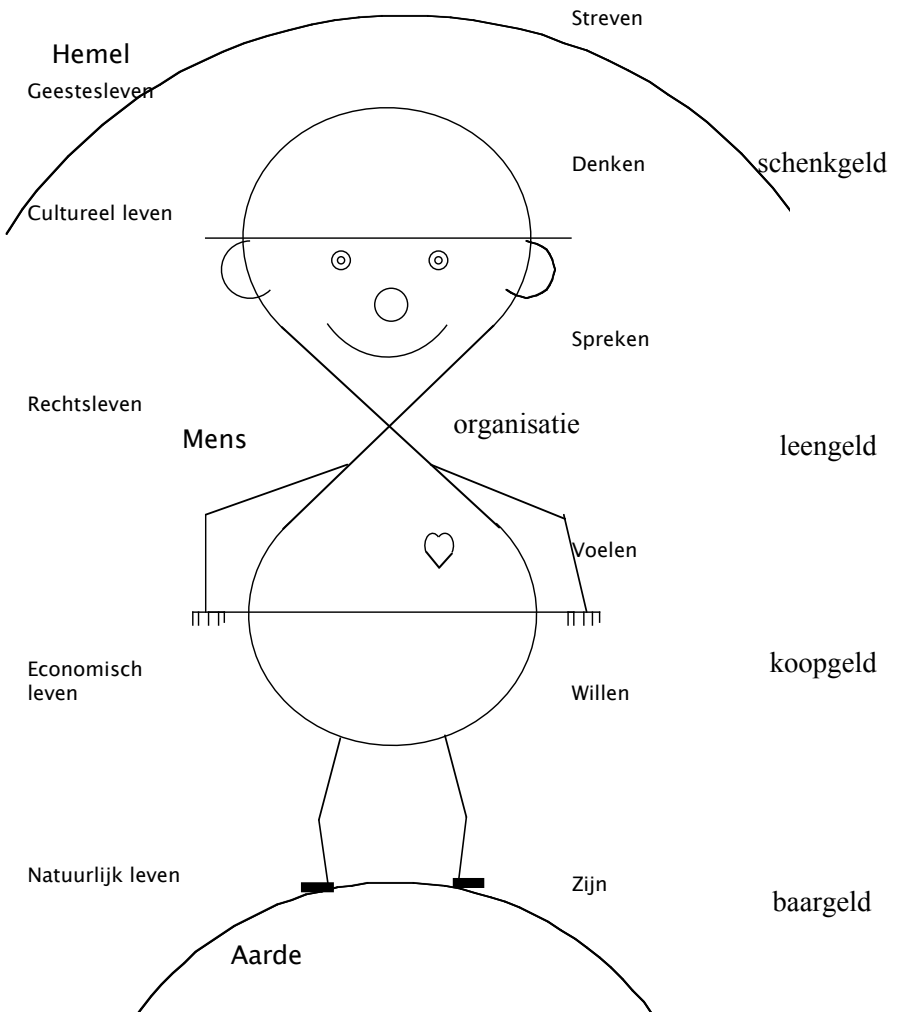 Streven
Hemel
Geestesleven
Denken
schenkgeld
Cultureel leven
Spreken
Rechtsleven
organisatie
Mens
leengeld
Voelen
koopgeld
Economisch
leven
Willen
Natuurlijk leven
Zijn
baargeld
Aarde